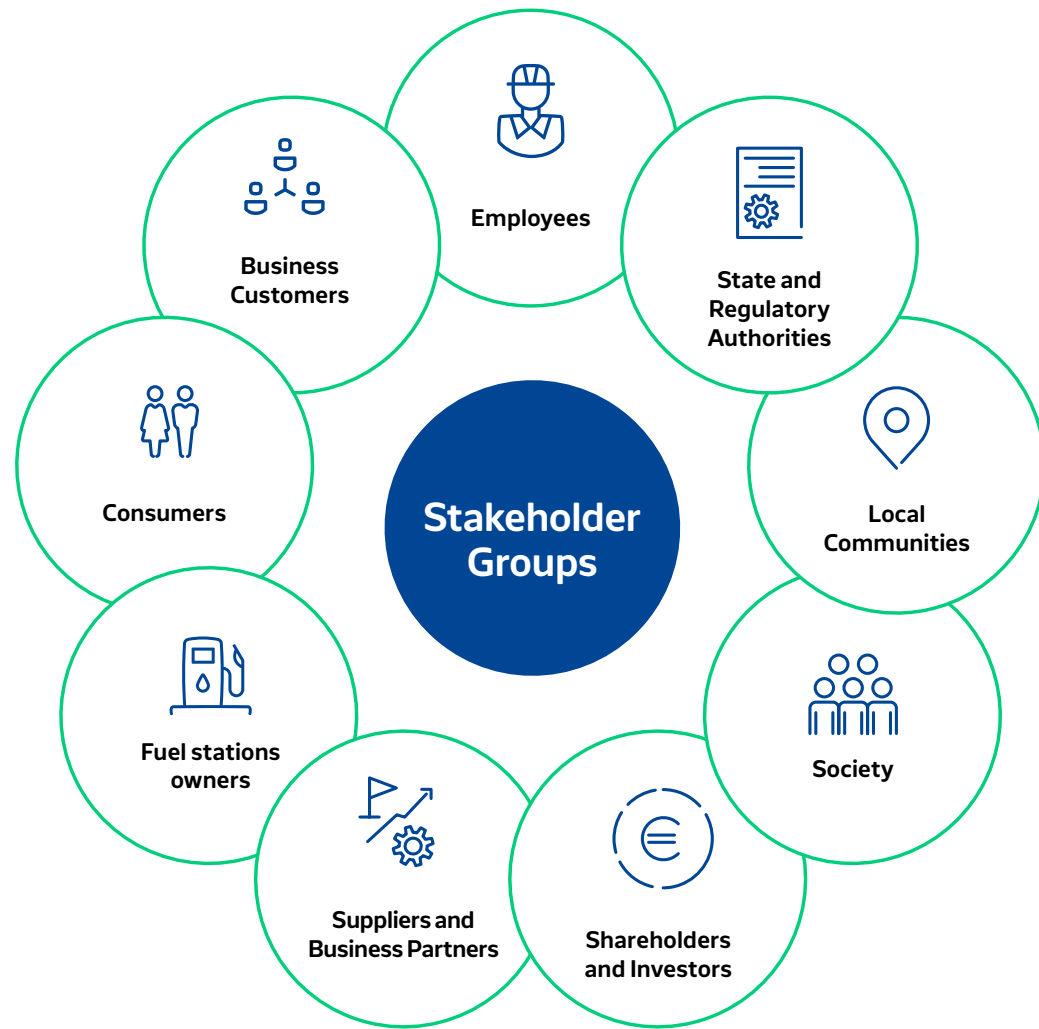 Employees
State and
Regulatory
Authorities
Local
Communities
Society
Shareholders
and Investors
Suppliers and
Business Partners
Fuel stations
owners
Consumers
Business
Customers
Stakeholder
Groups